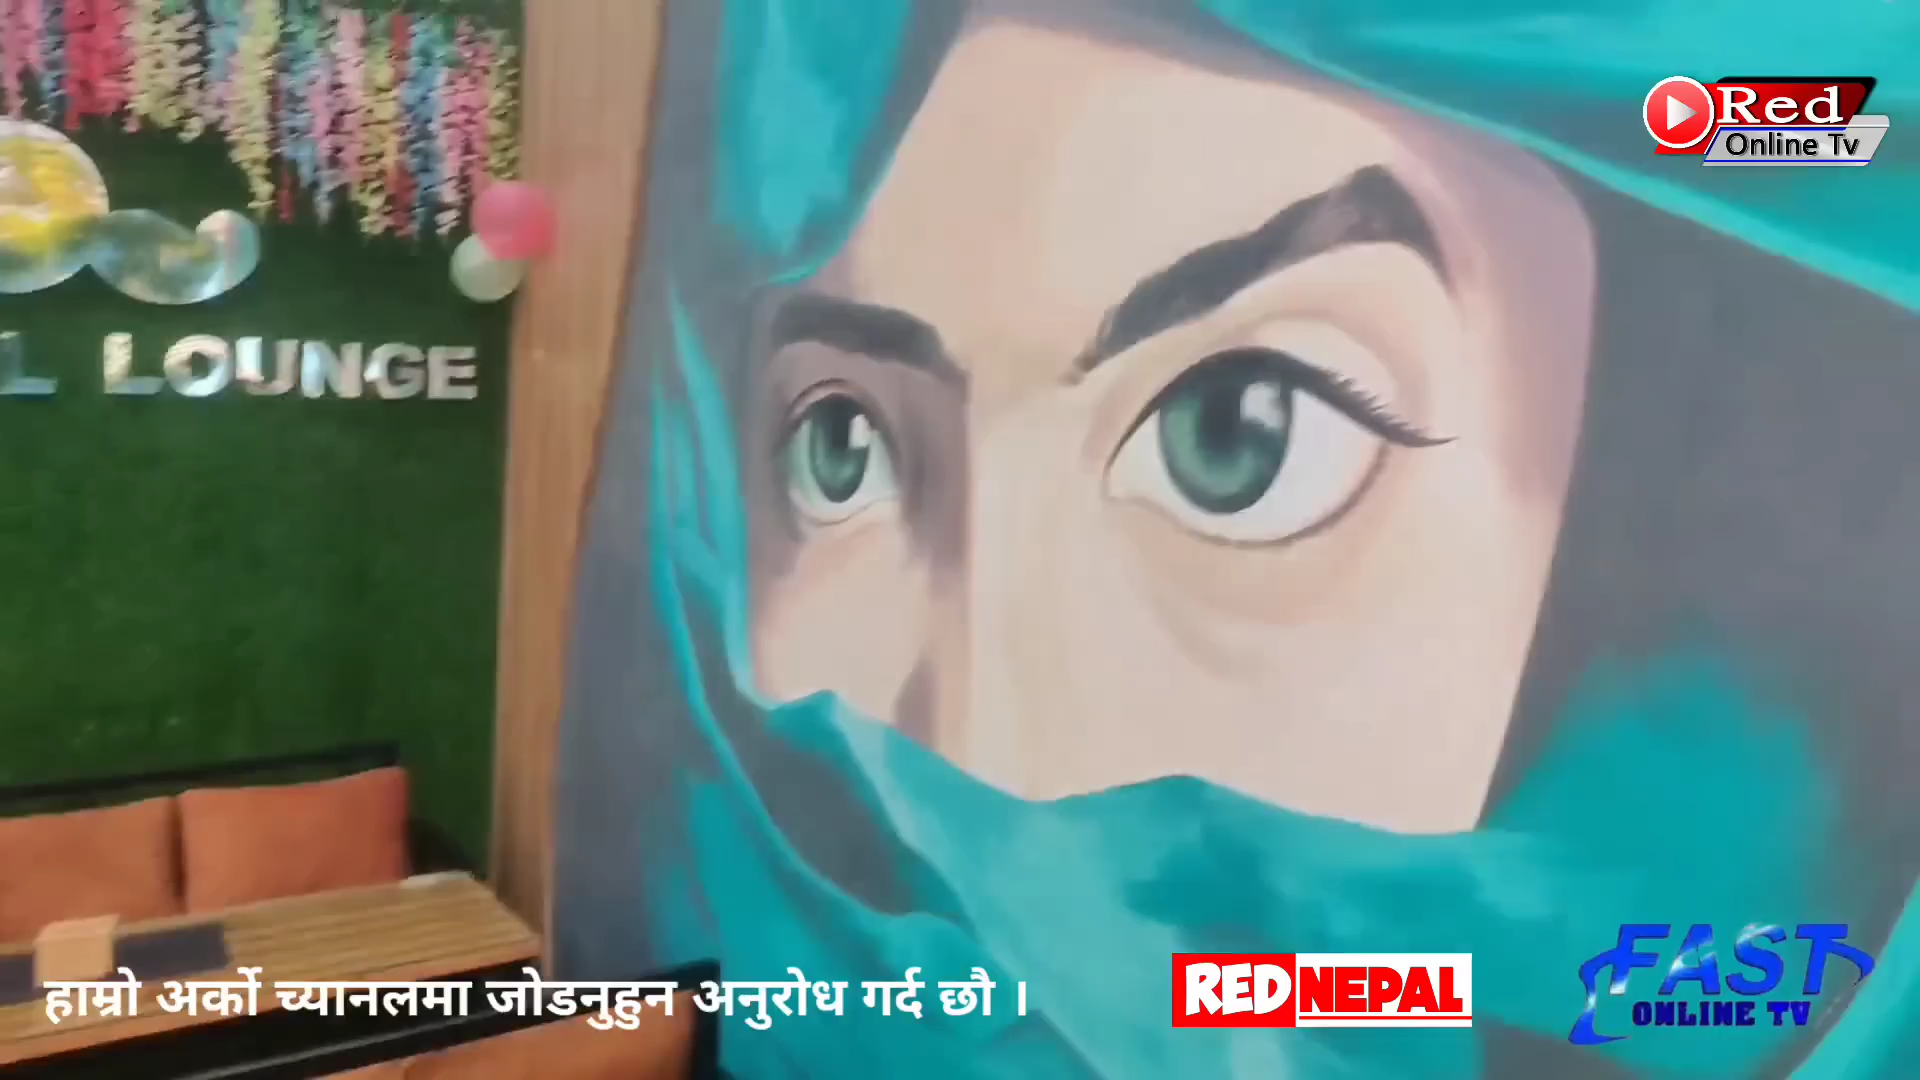 Red
Online Tv
L LOUNGE
हाम्रो अर्को च्यानलमा जोडनुहुन अनुरोध गर्द छौ ।
REDNEPAL
FAST
ONLINE TV